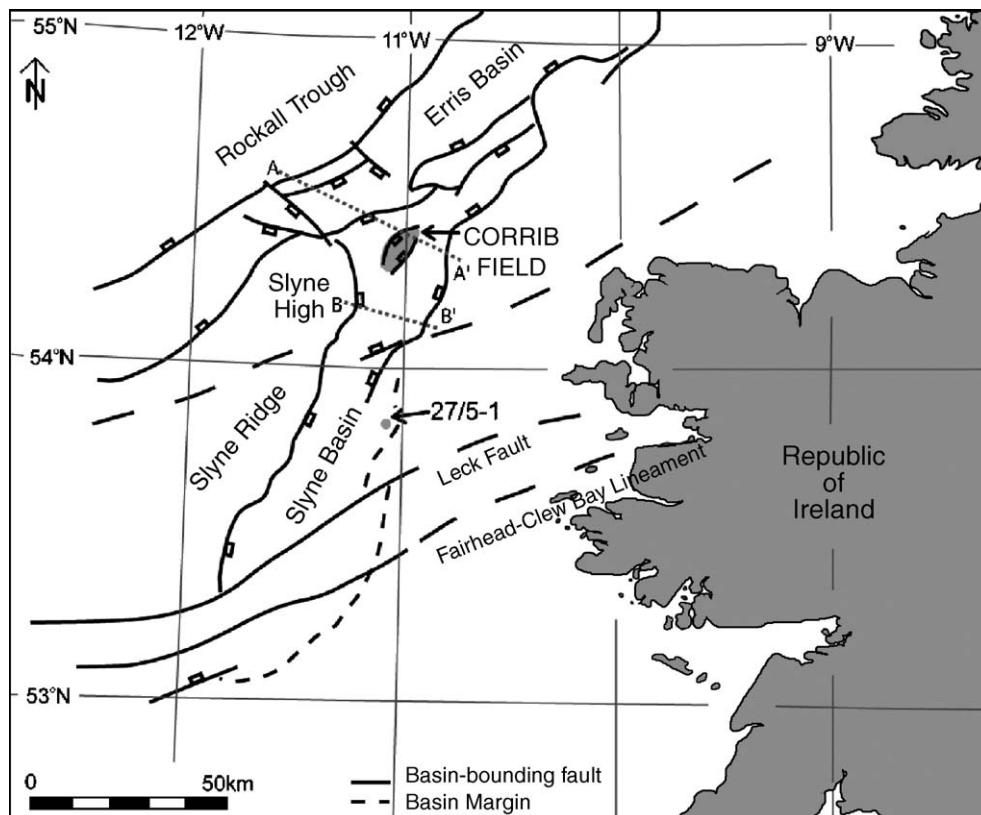 55°N
12°W
11°W
9°W
N
Rockall Trough
Erris Basin
A
CORRIB
FIELD
A'
Slyne
High
B
B'
54°N
27/5-1
Slyne Ridge
Slyne Basin
Leck Fault
Fairhead-Clew Bay Lineament
Republic
of
Ireland
53°N
0
50km
Basin-bounding fault
Basin Margin